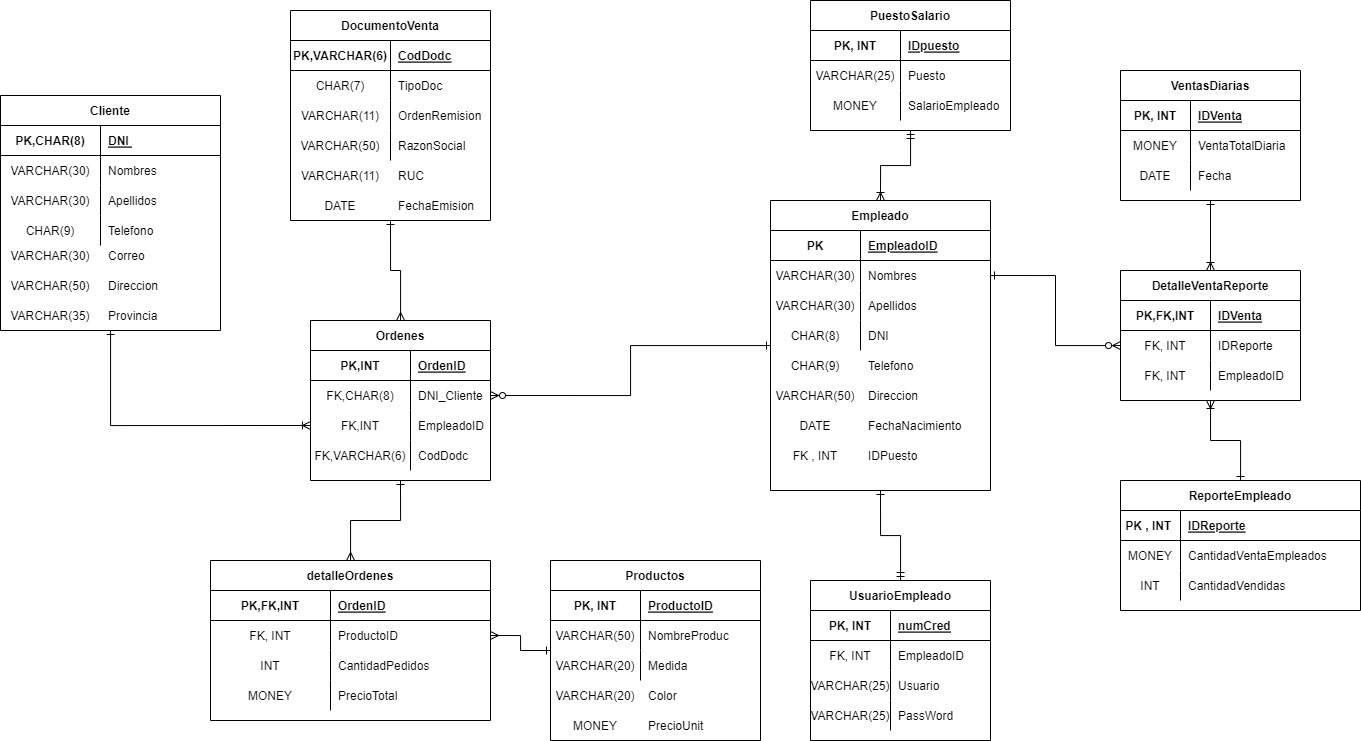 DocumentoVenta
PK,VARCHAR(6) CodDodc
CHAR(7) TipoDoc
VARCHAR(11) OrdenRemision
VARCHAR(50) RazonSocial
VARCHAR(11) RUC
DATE FechaEmision
PuestoSalario
PK, INT IDpuesto
VARCHAR(25) Puesto
MONEY SalarioEmpleado
VentasDiarias
PK, INT IDVenta
MONEY VentaTotalDiaria
DATE Fecha
Cliente
PK,CHAR(8) DNI
VARCHAR(30) Nombres
VARCHAR(30) Apellidos
CHAR(9) Telefono
VARCHAR(30) Correo
VARCHAR(50) Direccion
VARCHAR(35) Provincia
Empleado
PK EmpleadoID
VARCHAR(30) Nombres
VARCHAR(30) Apellidos
CHAR(8) DNI
CHAR(9) Telefono
VARCHAR(50) Direccion
DATE FechaNacimiento
FK , INT IDPuesto
DetalleVentaReporte
PK,FK,INT IDVenta
FK, INT IDReporte
FK, INT EmpleadoID
Ordenes
PK,INT OrdenID
FK,CHAR(8) DNI_Cliente
FK,INT EmpleadoID
FK,VARCHAR(6) CodDodc
ReporteEmpleado
PK , INT IDReporte
MONEY CantidadVentaEmpleados
INT CantidadVendidas
detalleOrdenes
PK,FK,INT OrdenID
FK, INT ProductoID
INT CantidadPedidos
MONEY PrecioTotal
Productos
PK, INT ProductoID
VARCHAR(50) NombreProduc
VARCHAR(20) Medida
VARCHAR(20) Color
MONEY PrecioUnit
UsuarioEmpleado
PK, INT numCred
FK, INT EmpleadoID
VARCHAR(25) Usuario
VARCHAR(25) PassWord